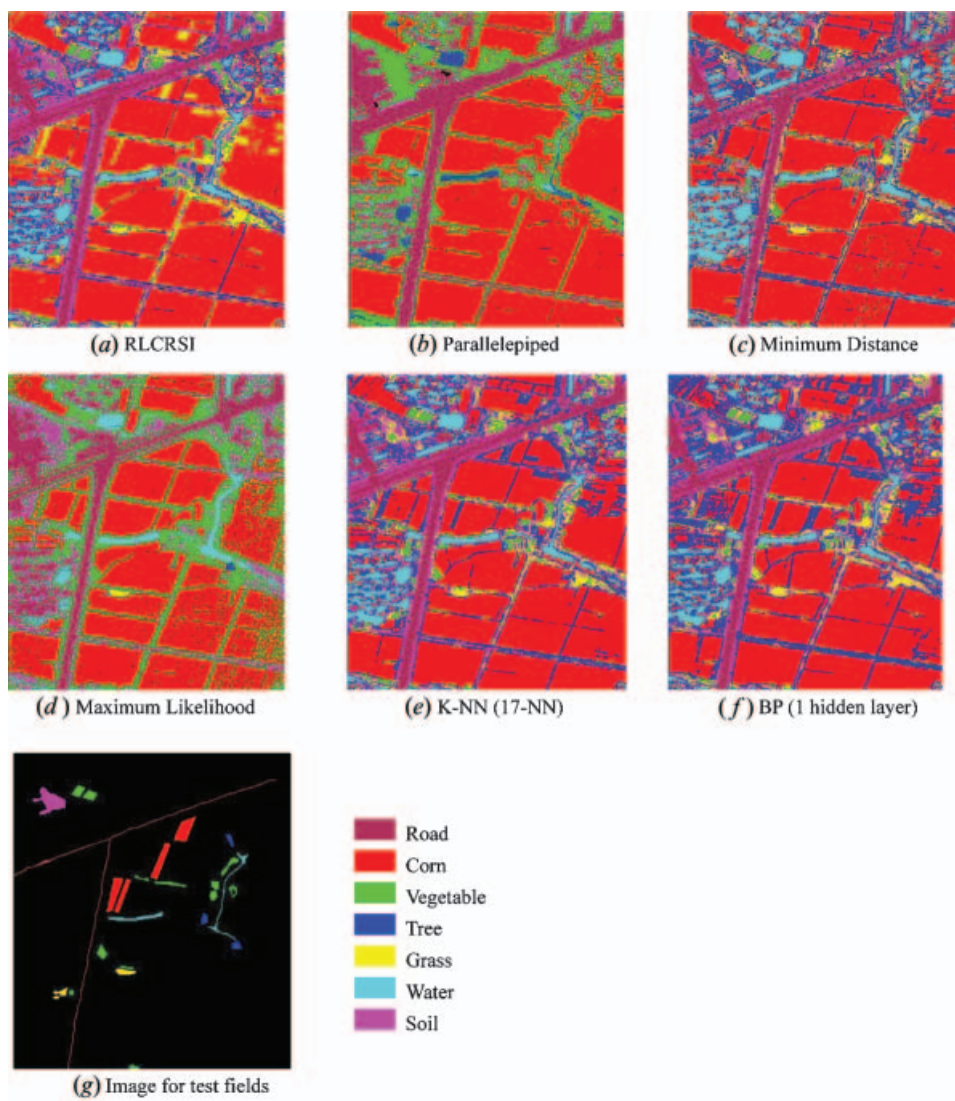 (a) RLCRSI
(b) Parallelepiped
(c) Minimum Distance
(d) Maximum Likelihood
(e) K-NN (17-NN)
(f) BP (1 hidden layer)
(g) Image for test fields
Road
Corn
Vegetable
Tree
Grass
Water
Soil